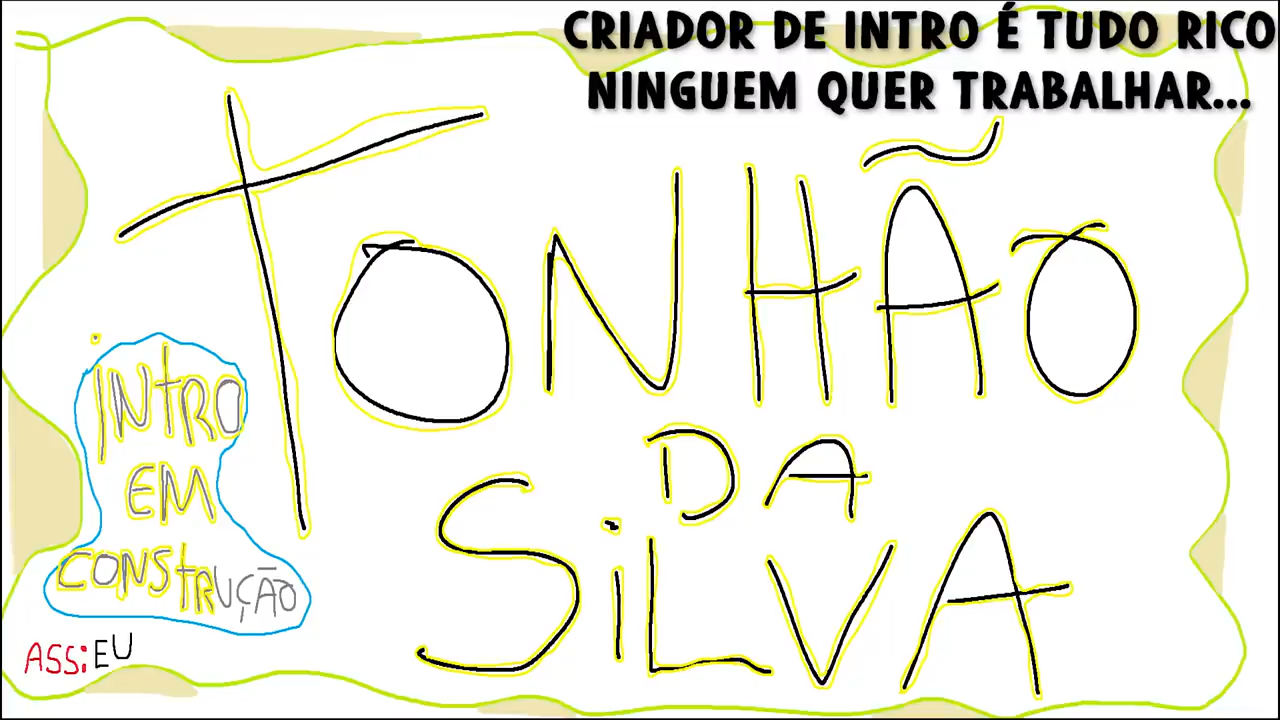 CRIADOR DE INTRO É TUDO RICO
NINGUEM QUER TRABALHAR...
TONHÃO
DA
SiLVA
iNtRO
EM
CONSTRUÇÃO
ASS:EU